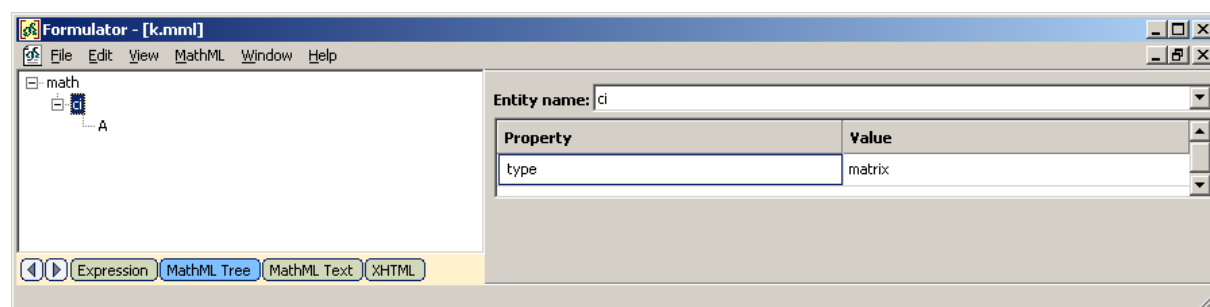 Formulator - [k.mml]
File Edit View MathML Window Help
math
ci
A
Entity name: ci
Property Value
type matrix
Expression MathML Tree MathML Text XHTML